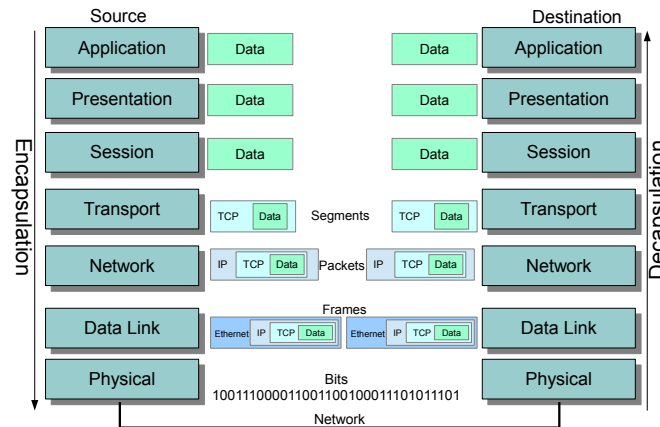 Source Destination
Application Data Data Application
Presentation Data Data Presentation
Session Data Data Session
Transport TCP Data Segments TCP Data Transport
Network IP TCP Data Packets IP TCP Data Network
Frames
Data Link Ethernet IP TCP Data Ethernet IP TCP Data Data Link
Bits
Physical 10011100001100110010001110101101 Physical
Network
Encapsulation
Decapsulation